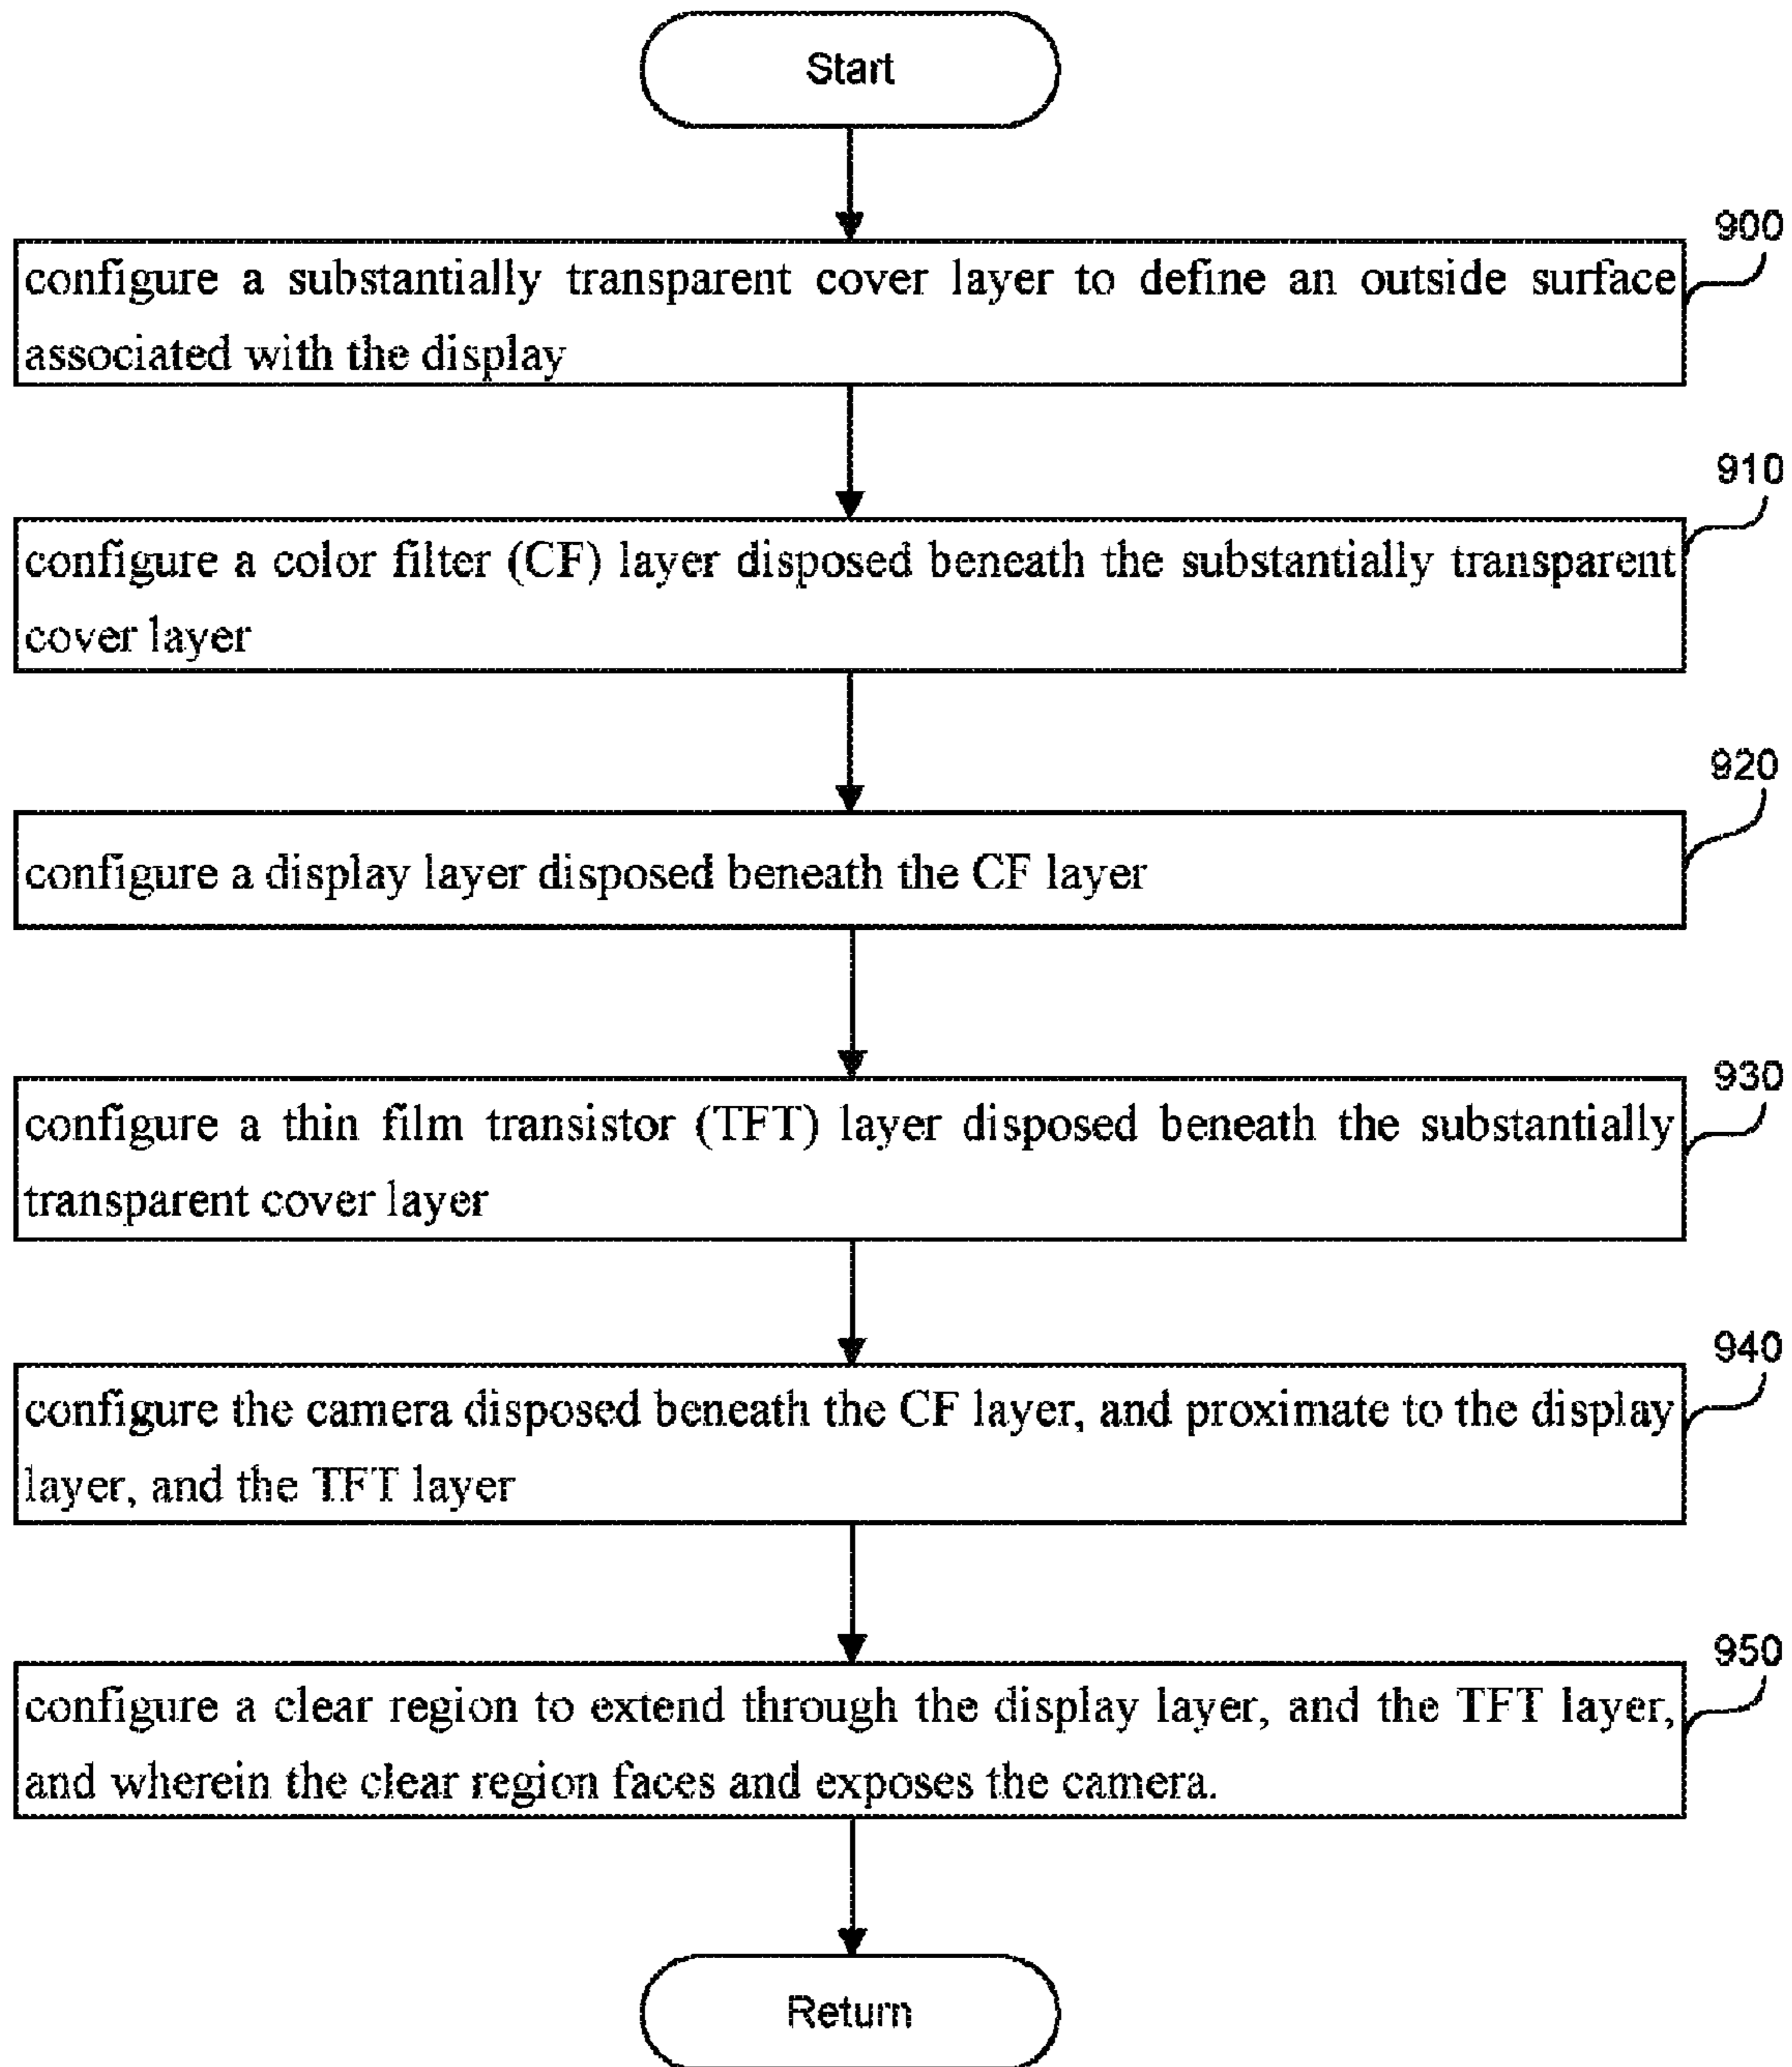 Start
900
configure a substantially transparent cover layer to define an outside surface
associated with the display
910
configure a color filter (CF) layer disposed beneath the substantially transparent
cover layer
920
configure a display layer disposed beneath the CF layer
930
configure a thin film transistor (TFT) layer disposed beneath the substantially
transparent cover layer
940
configure the camera disposed beneath the CF layer, and proximate to the display
layer, and the TFT layer
950
configure a clear region to extend through the display layer, and the TFT layer,
and wherein the clear region faces and exposes the camera.
Return